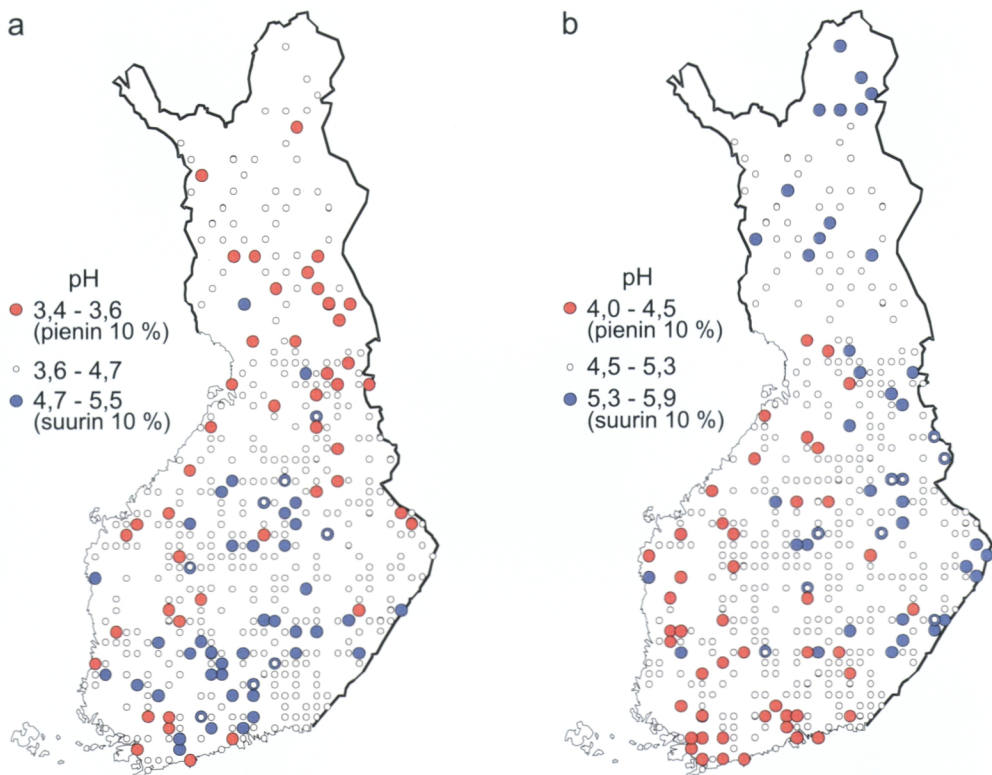 a
pH
3,4 - 3,6
(pienin 10 %)
3,6 - 4,7
4,7 - 5,5
(suurin 10 %)
b
pH
4,0 - 4,5
(pienin 10 %)
4,5 - 5,3
5,3 - 5,9
(suurin 10 %)